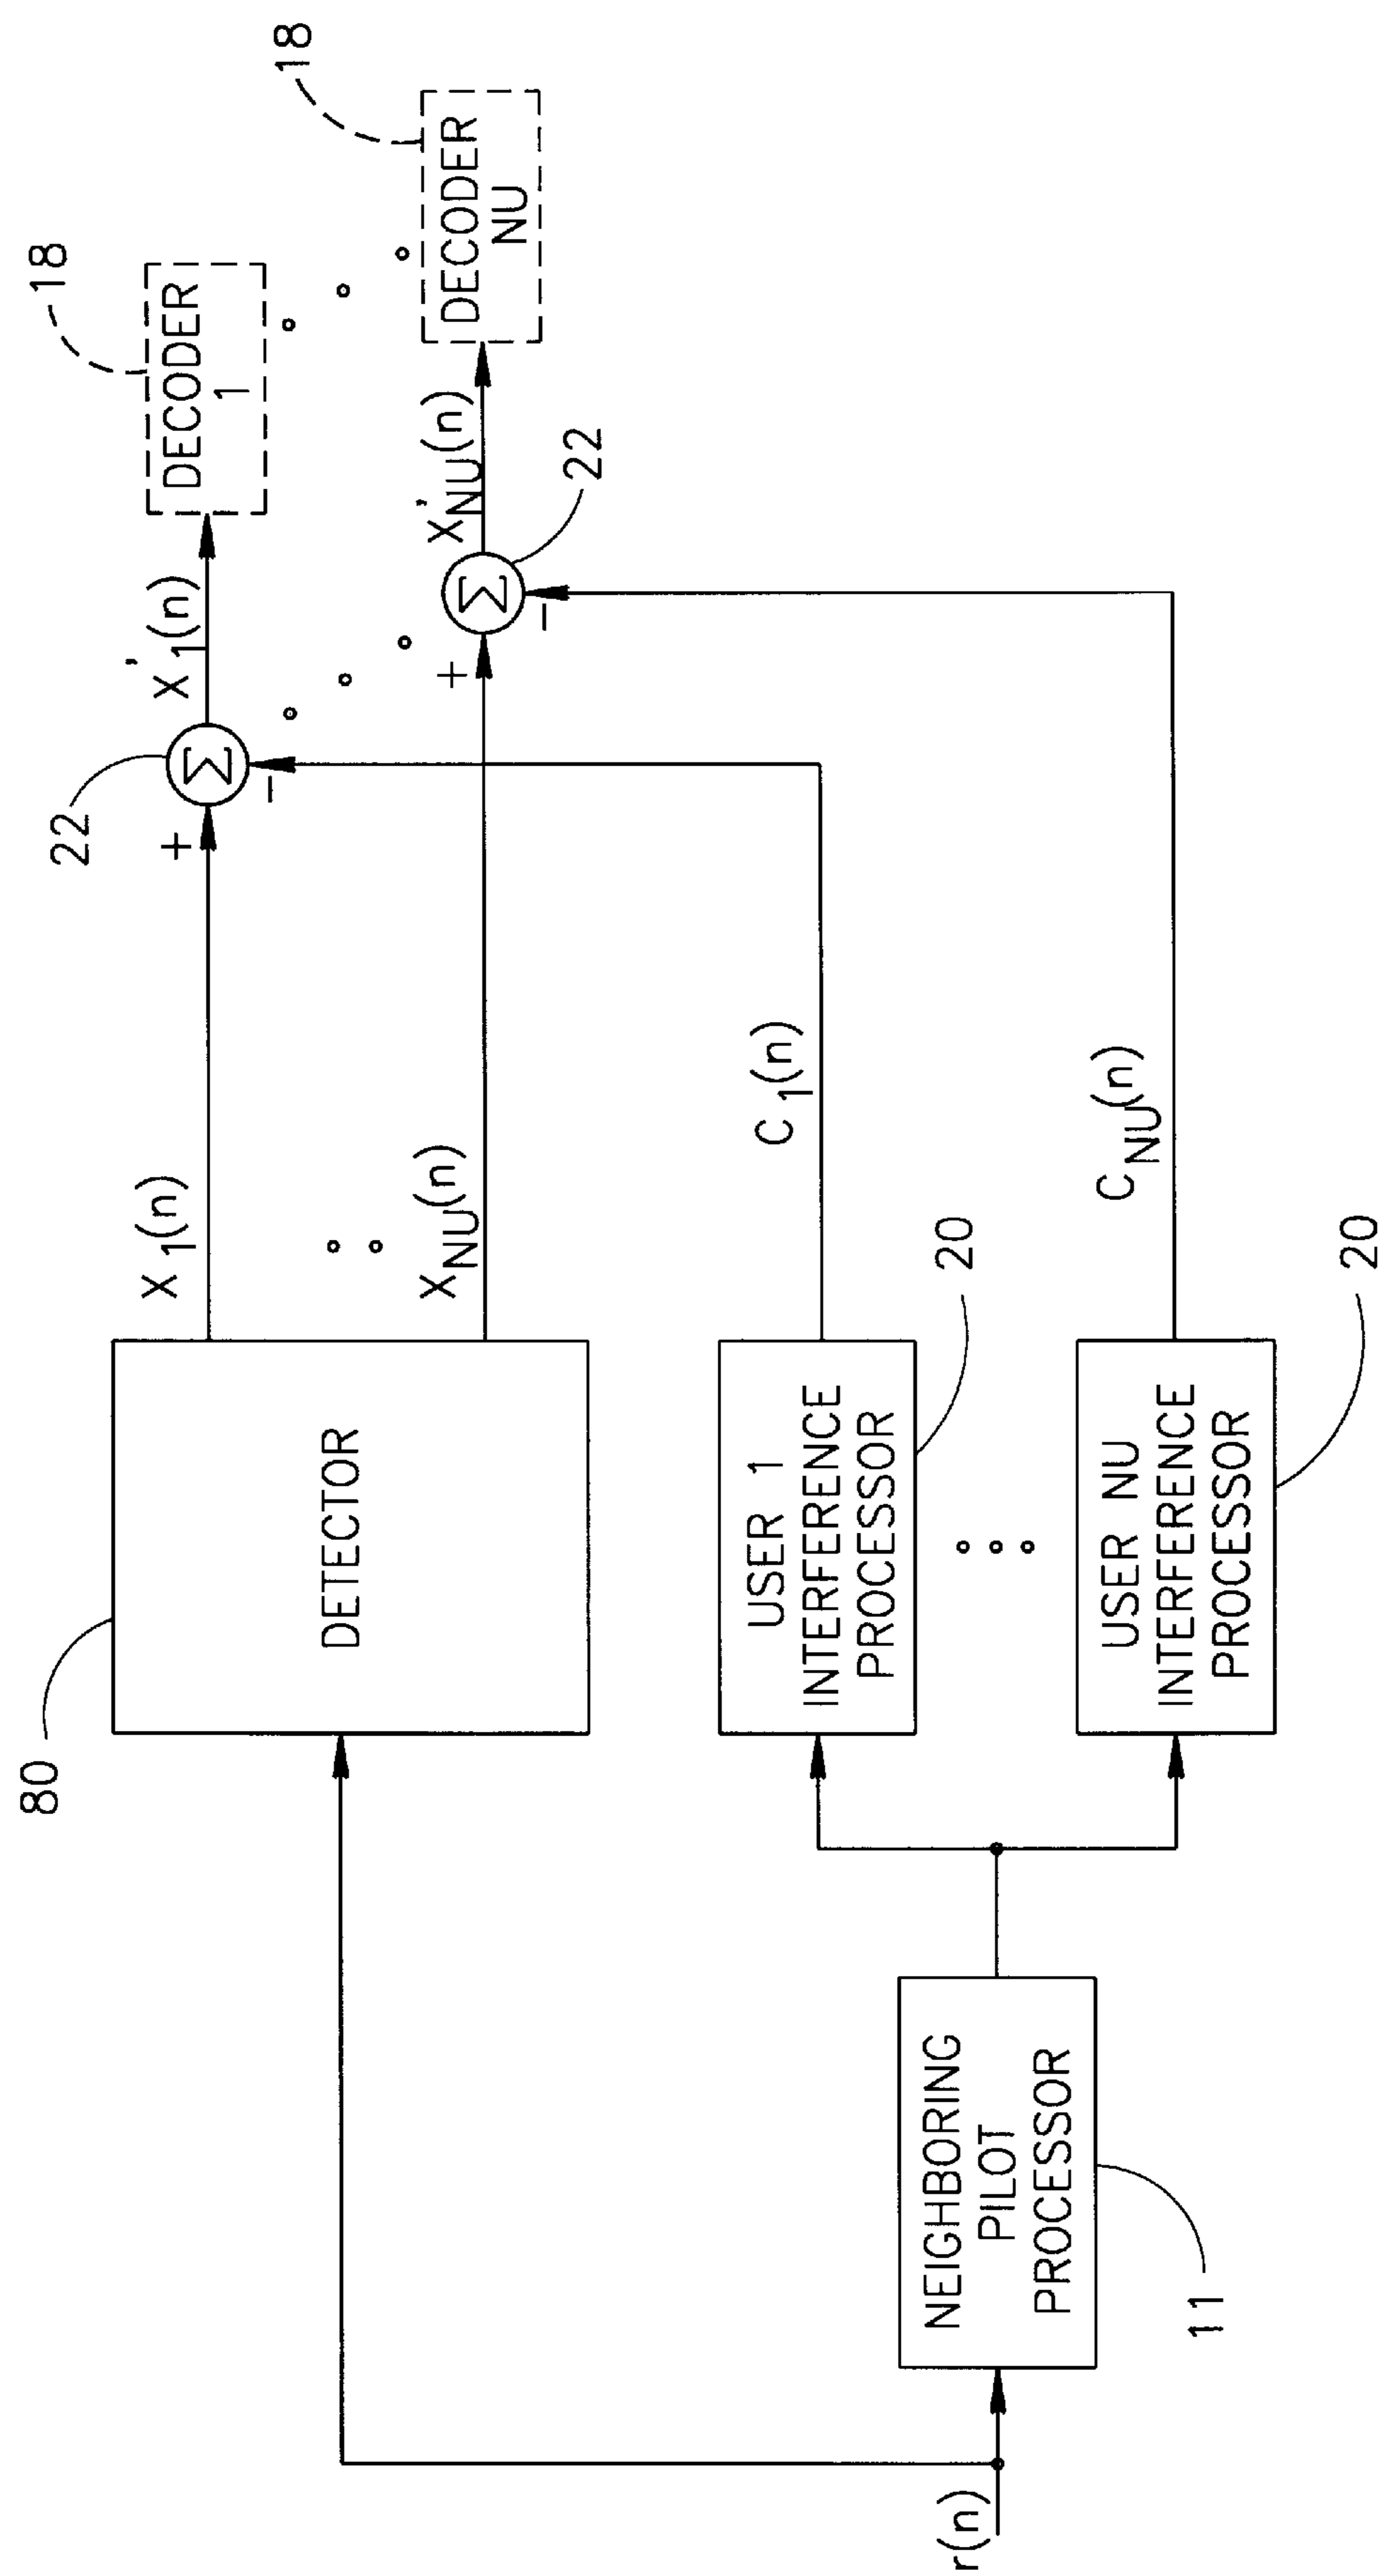 18
18
DECODER
1
DECODER
NU
x'1(n)
x'NU(n)
22
22
Σ
Σ
+
-
+
-
x1(n)
xNU(n)
C1(n)
CNU(n)
80
DETECTOR
USER 1
INTERFERENCE
PROCESSOR
20
USER NU
INTERFERENCE
PROCESSOR
20
NEIGHBORING
PILOT
PROCESSOR
11
r(n)